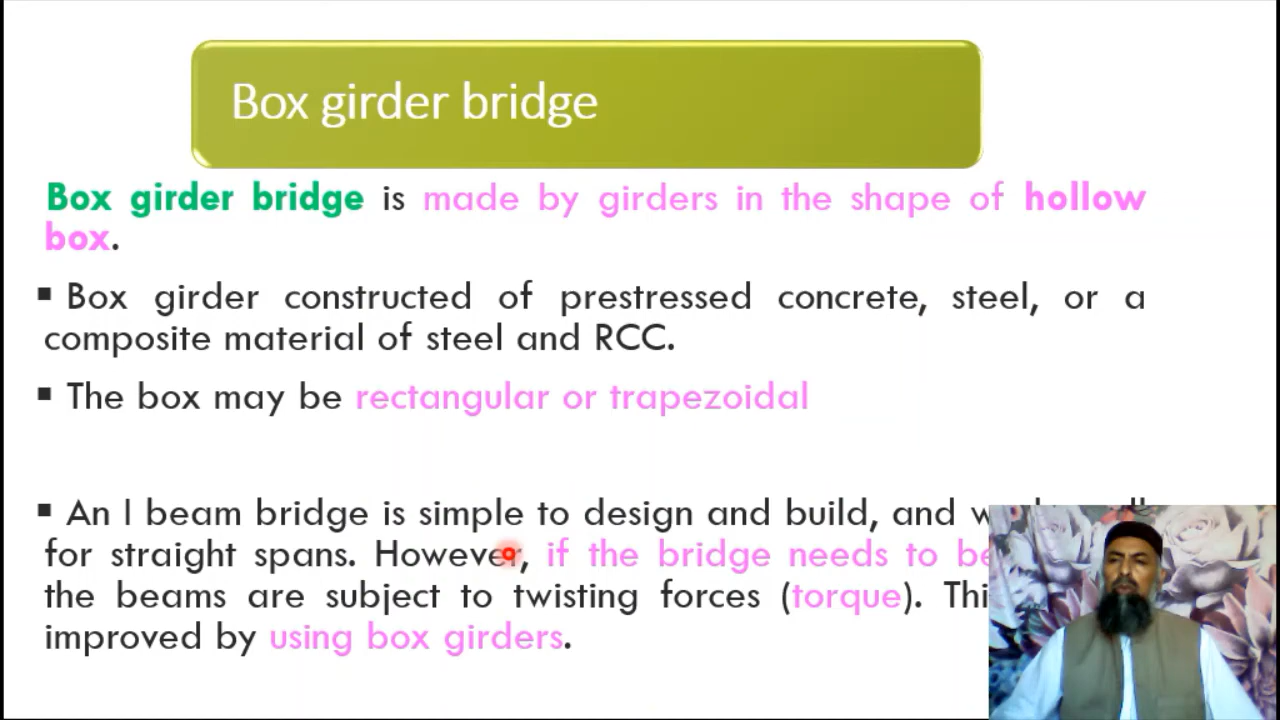 Box girder bridge
Box girder bridge is made by girders in the shape of hollow
box.
▪ Box girder constructed of prestressed concrete, steel, or a
composite material of steel and RCC.
▪ The box may be rectangular or trapezoidal
▪ An I beam bridge is simple to design and build, and
for straight spans. However, if the bridge needs to
the beams are subject to twisting forces (torque).
improved by using box girders.